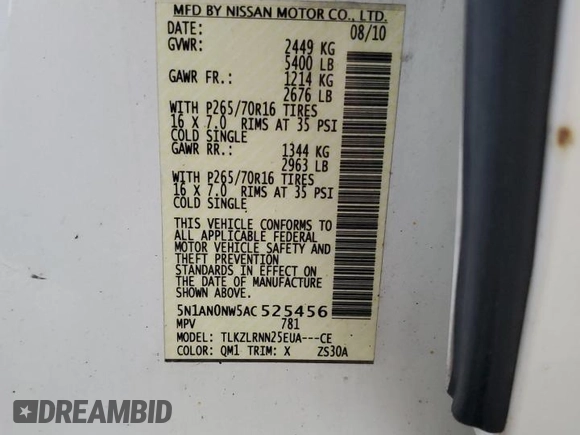 MFD BY NISSAN MOTOR CO., LTD.
DATE: 08/10
GVWR: 2449 KG
5400 LB
GAWR FR.: 1214 KG
2676 LB
WITH P265/70R16 TIRES
16 X 7.0 RIMS AT 35 PSI
COLD SINGLE
GAWR RR.: 1344 KG
2963 LB
WITH P265/70R16 TIRES
16 X 7.0 RIMS AT 35 PSI
COLD SINGLE
THIS VEHICLE CONFORMS TO
ALL APPLICABLE FEDERAL
MOTOR VEHICLE SAFETY AND
THEFT PREVENTION
STANDARDS IN EFFECT ON
THE DATE OF MANUFACTURE
SHOWN ABOVE.
5N1AN0NW5AC525456
MPV 781
MODEL: TLKZLRNN25EUA---CE
COLOR: QM1 TRIM: X ZS30A
DREAMBID